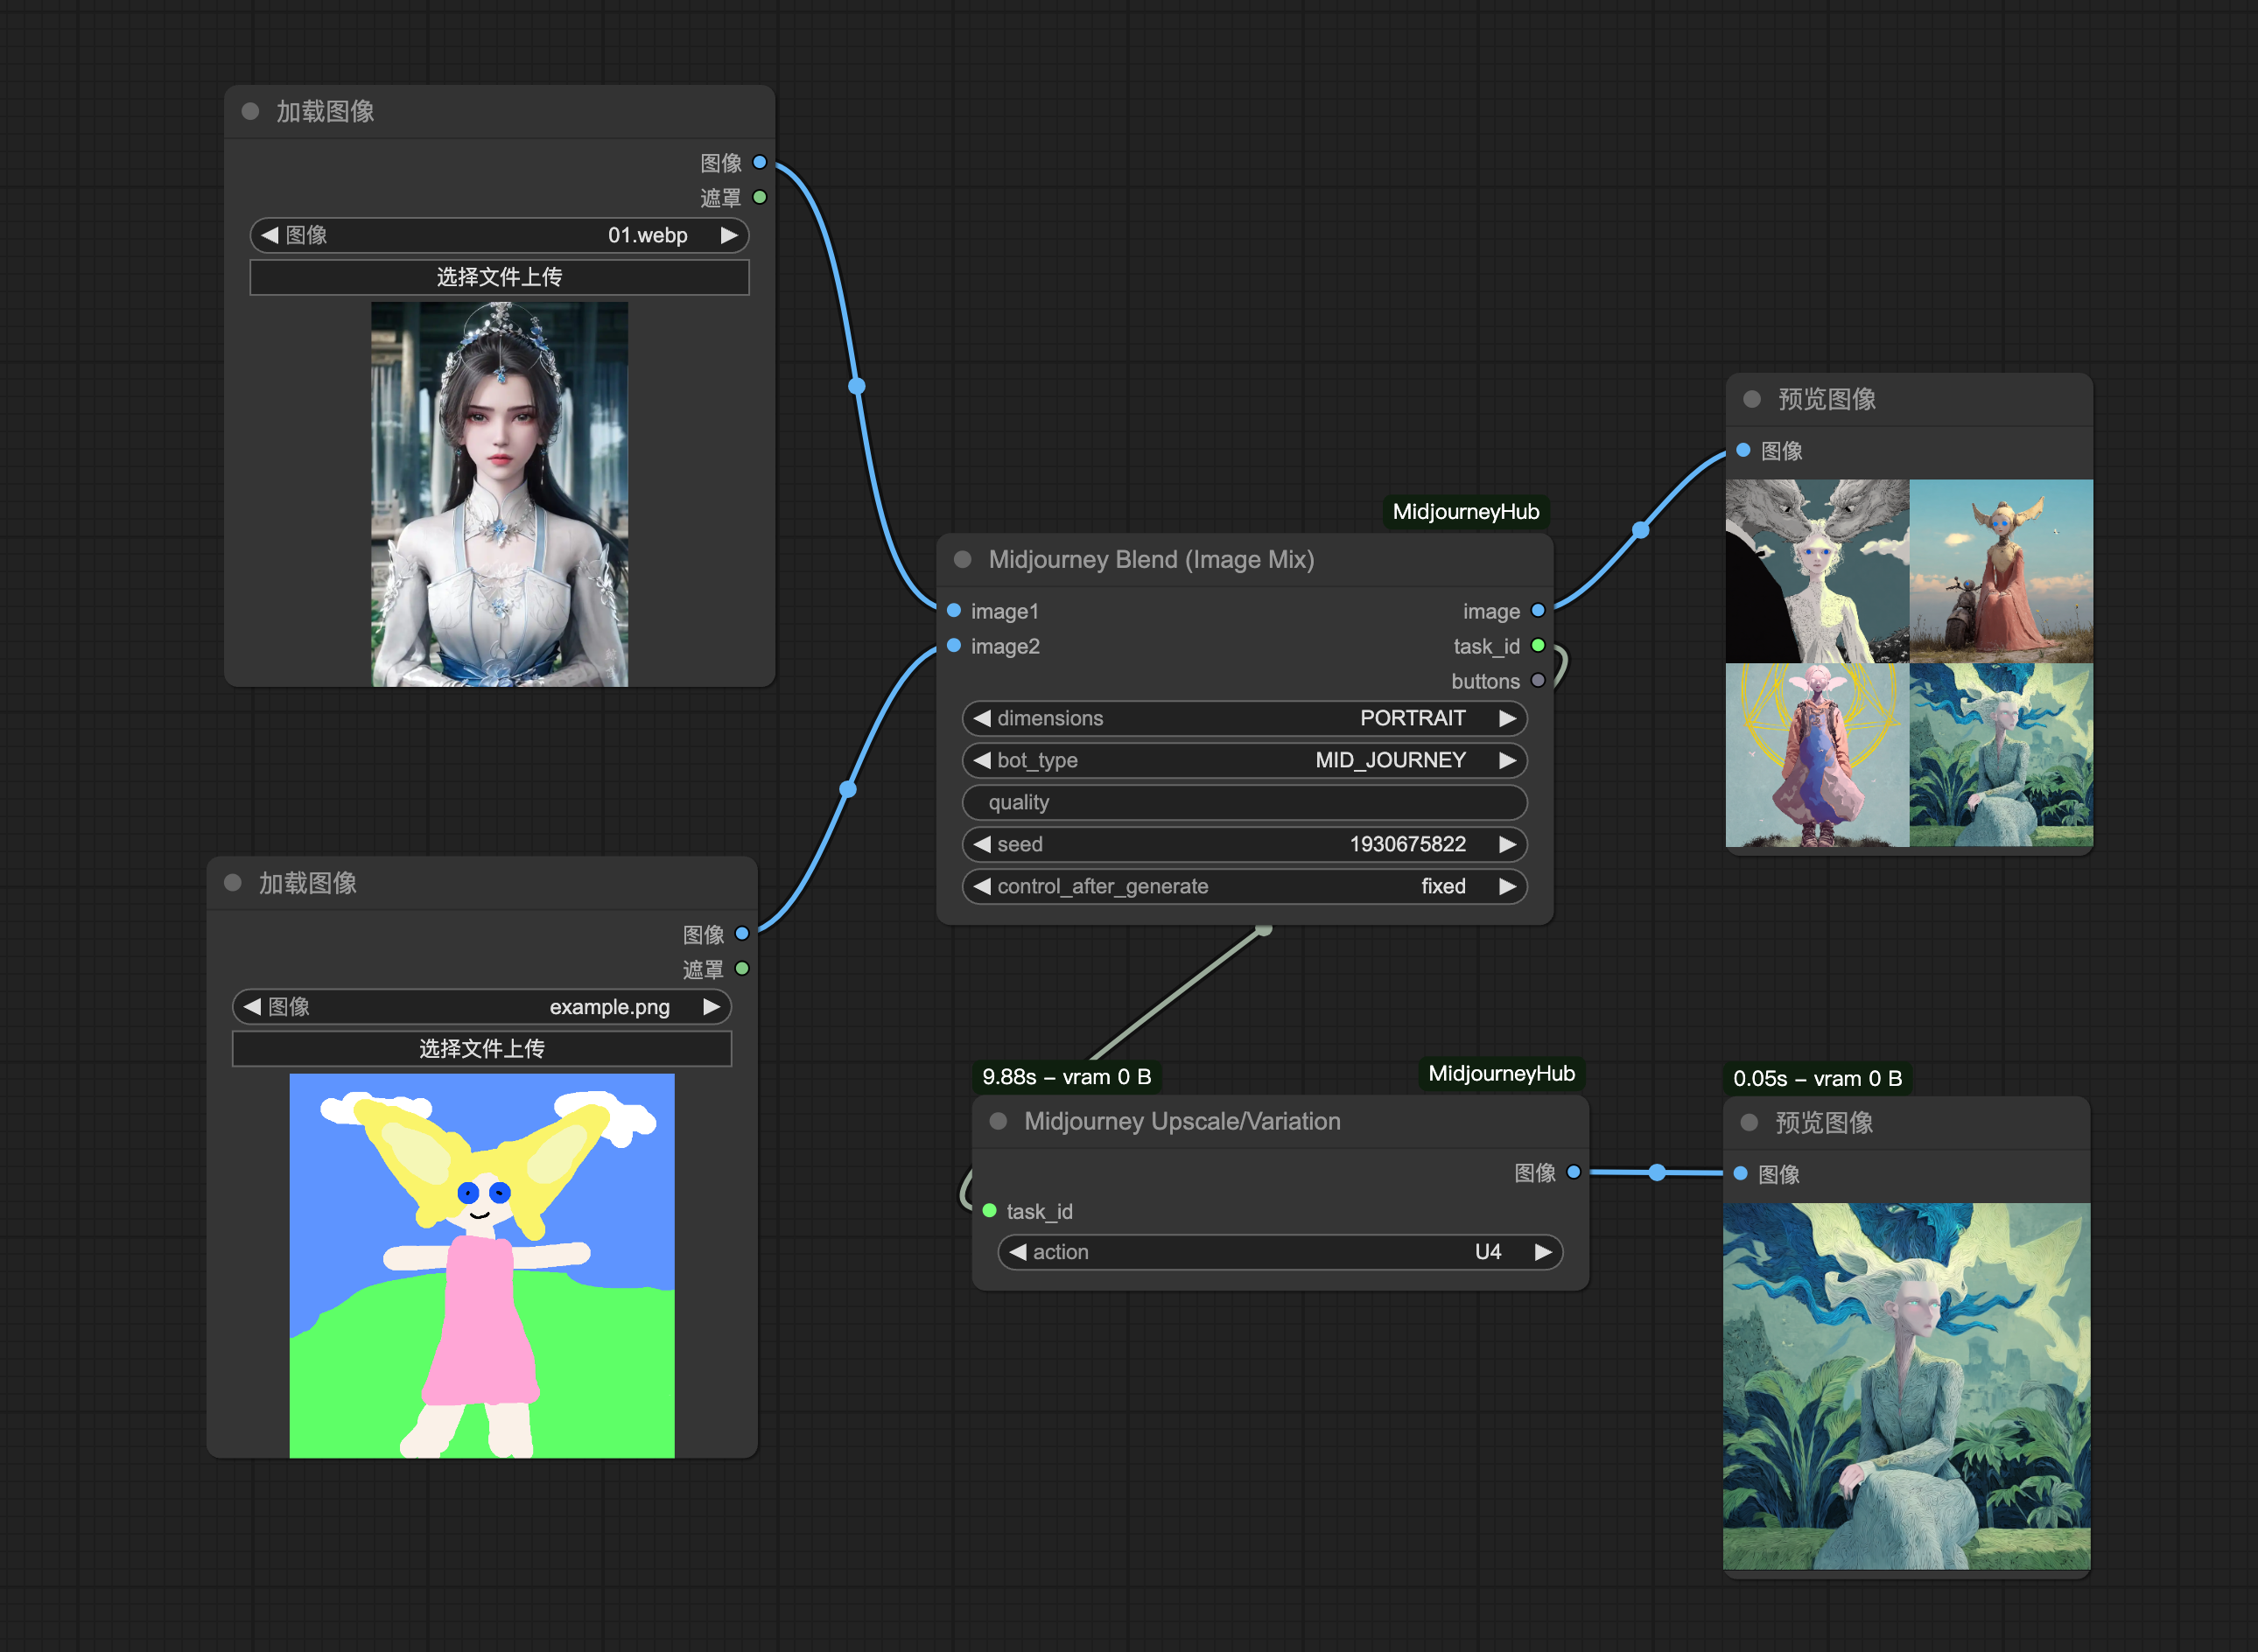 加载图像
图像
遮罩
图像 01.webp
选择文件上传
加载图像
图像
遮罩
图像 example.png
选择文件上传
MidjourneyHub
Midjourney Blend (Image Mix)
image1 image
image2 task_id
buttons
dimensions PORTRAIT
bot_type MID_JOURNEY
quality
seed 1930675822
control_after_generate fixed
预览图像
图像
9.88s – vram 0 B MidjourneyHub
Midjourney Upscale/Variation
图像
task_id
action U4
0.05s – vram 0 B
预览图像
图像